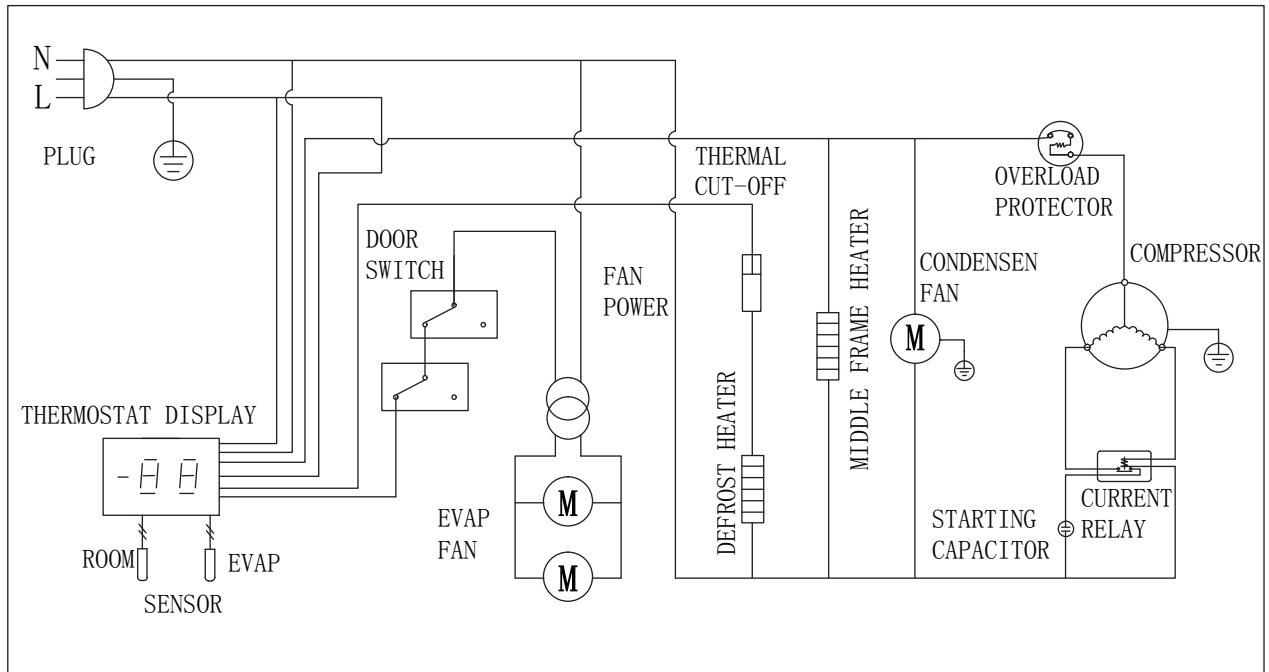 N
L
PLUG
THERMAL
CUT-OFF
OVERLOAD
PROTECTOR
DOOR
SWITCH
FAN
POWER
MIDDLE FRAME HEATER
CONDENSEN
FAN
M
COMPRESSOR
THERMOSTAT DISPLAY
DEFROST HEATER
EVAP
FAN
M
M
STARTING
CAPACITOR
CURRENT
RELAY
ROOM
EVAP
SENSOR